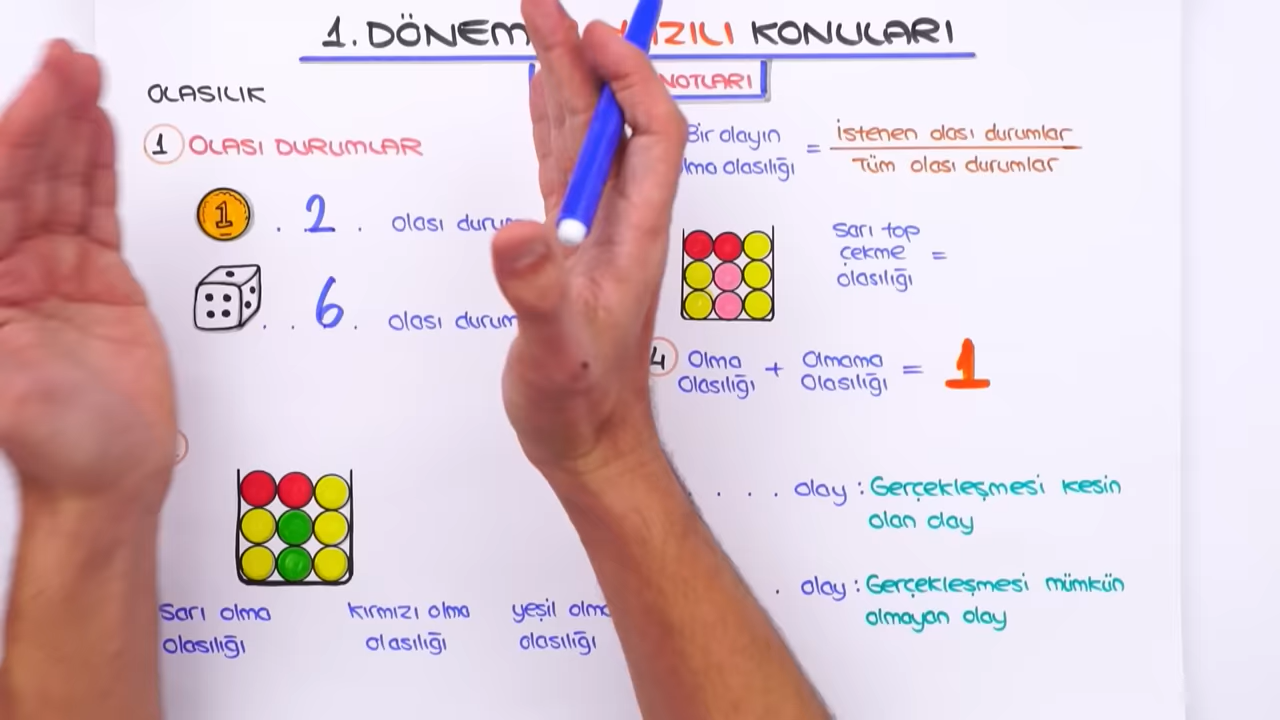 1. DÖNEM KONULARI
NOTLARI
OLASILIK
1 OLASI DURUMLAR
1 . 2 . olası
. . 6 . olası durum
Bir olayın = İstenen olası durumlar
olasılığı Tüm olası durumlar
Sarı top
çekme =
olasılığı
4 Olma + Olmama = 1
Olasılığı Olasılığı
. . . . olay : Gerçekleşmesi kesin
olan olay
. olay : Gerçekleşmesi mümkün
olmayan olay
Sarı olma kırmızı olma yeşil
olasılığı olasılığı olasılığı